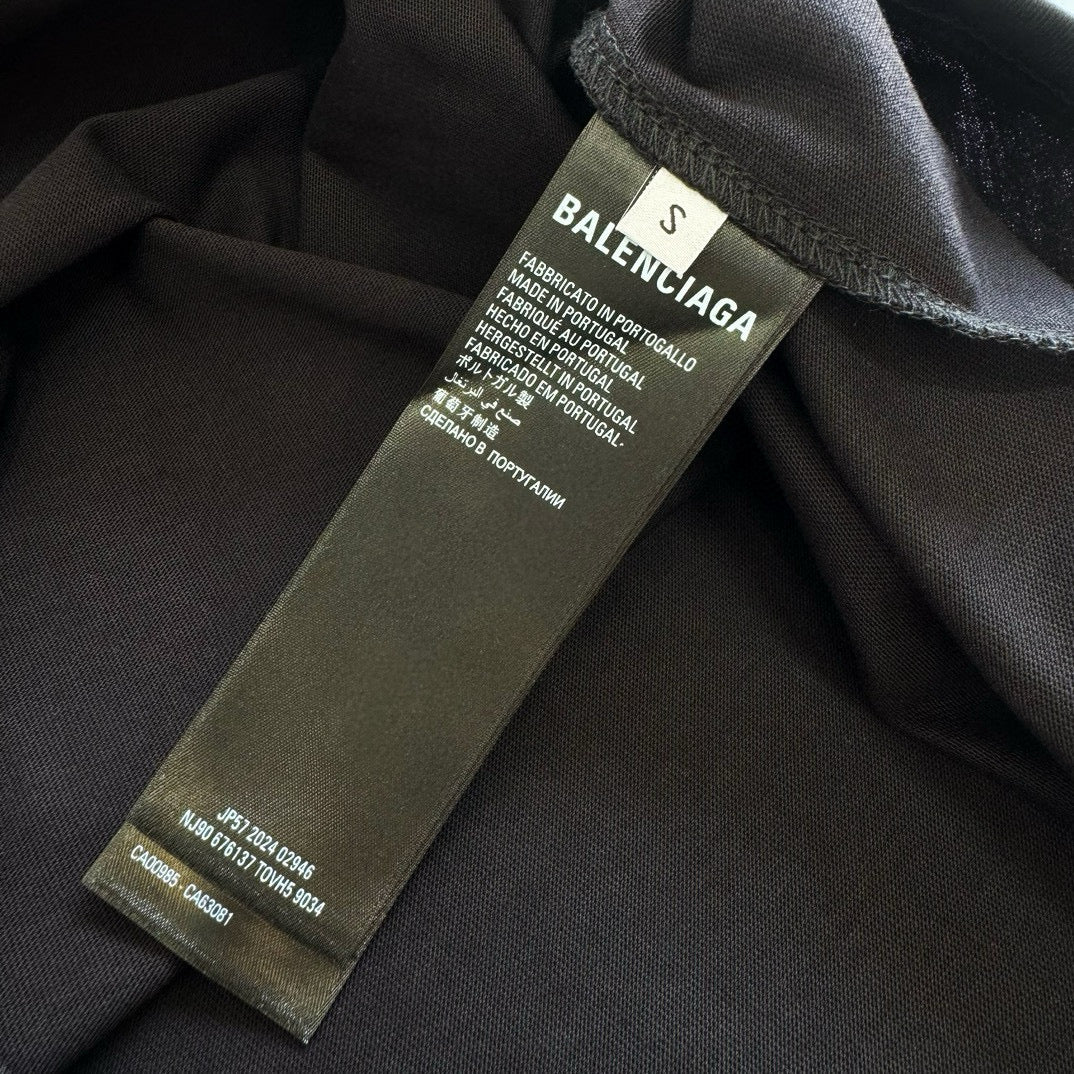 S
BALENCIAGA
FABBRICATO IN PORTOGALLO
MADE IN PORTUGAL
FABRIQUÉ AU PORTUGAL
HECHO EN PORTUGAL
HERGESTELLT IN PORTUGAL
FABRICADO EM PORTUGAL
ポルトガル製
صنع في البرتغال
葡萄牙制造
СДЕЛАНО В ПОРТУГАЛИИ
JP57 2024 02946
NJ90 676137 TOVH5 9034
CA00985 - CA63081